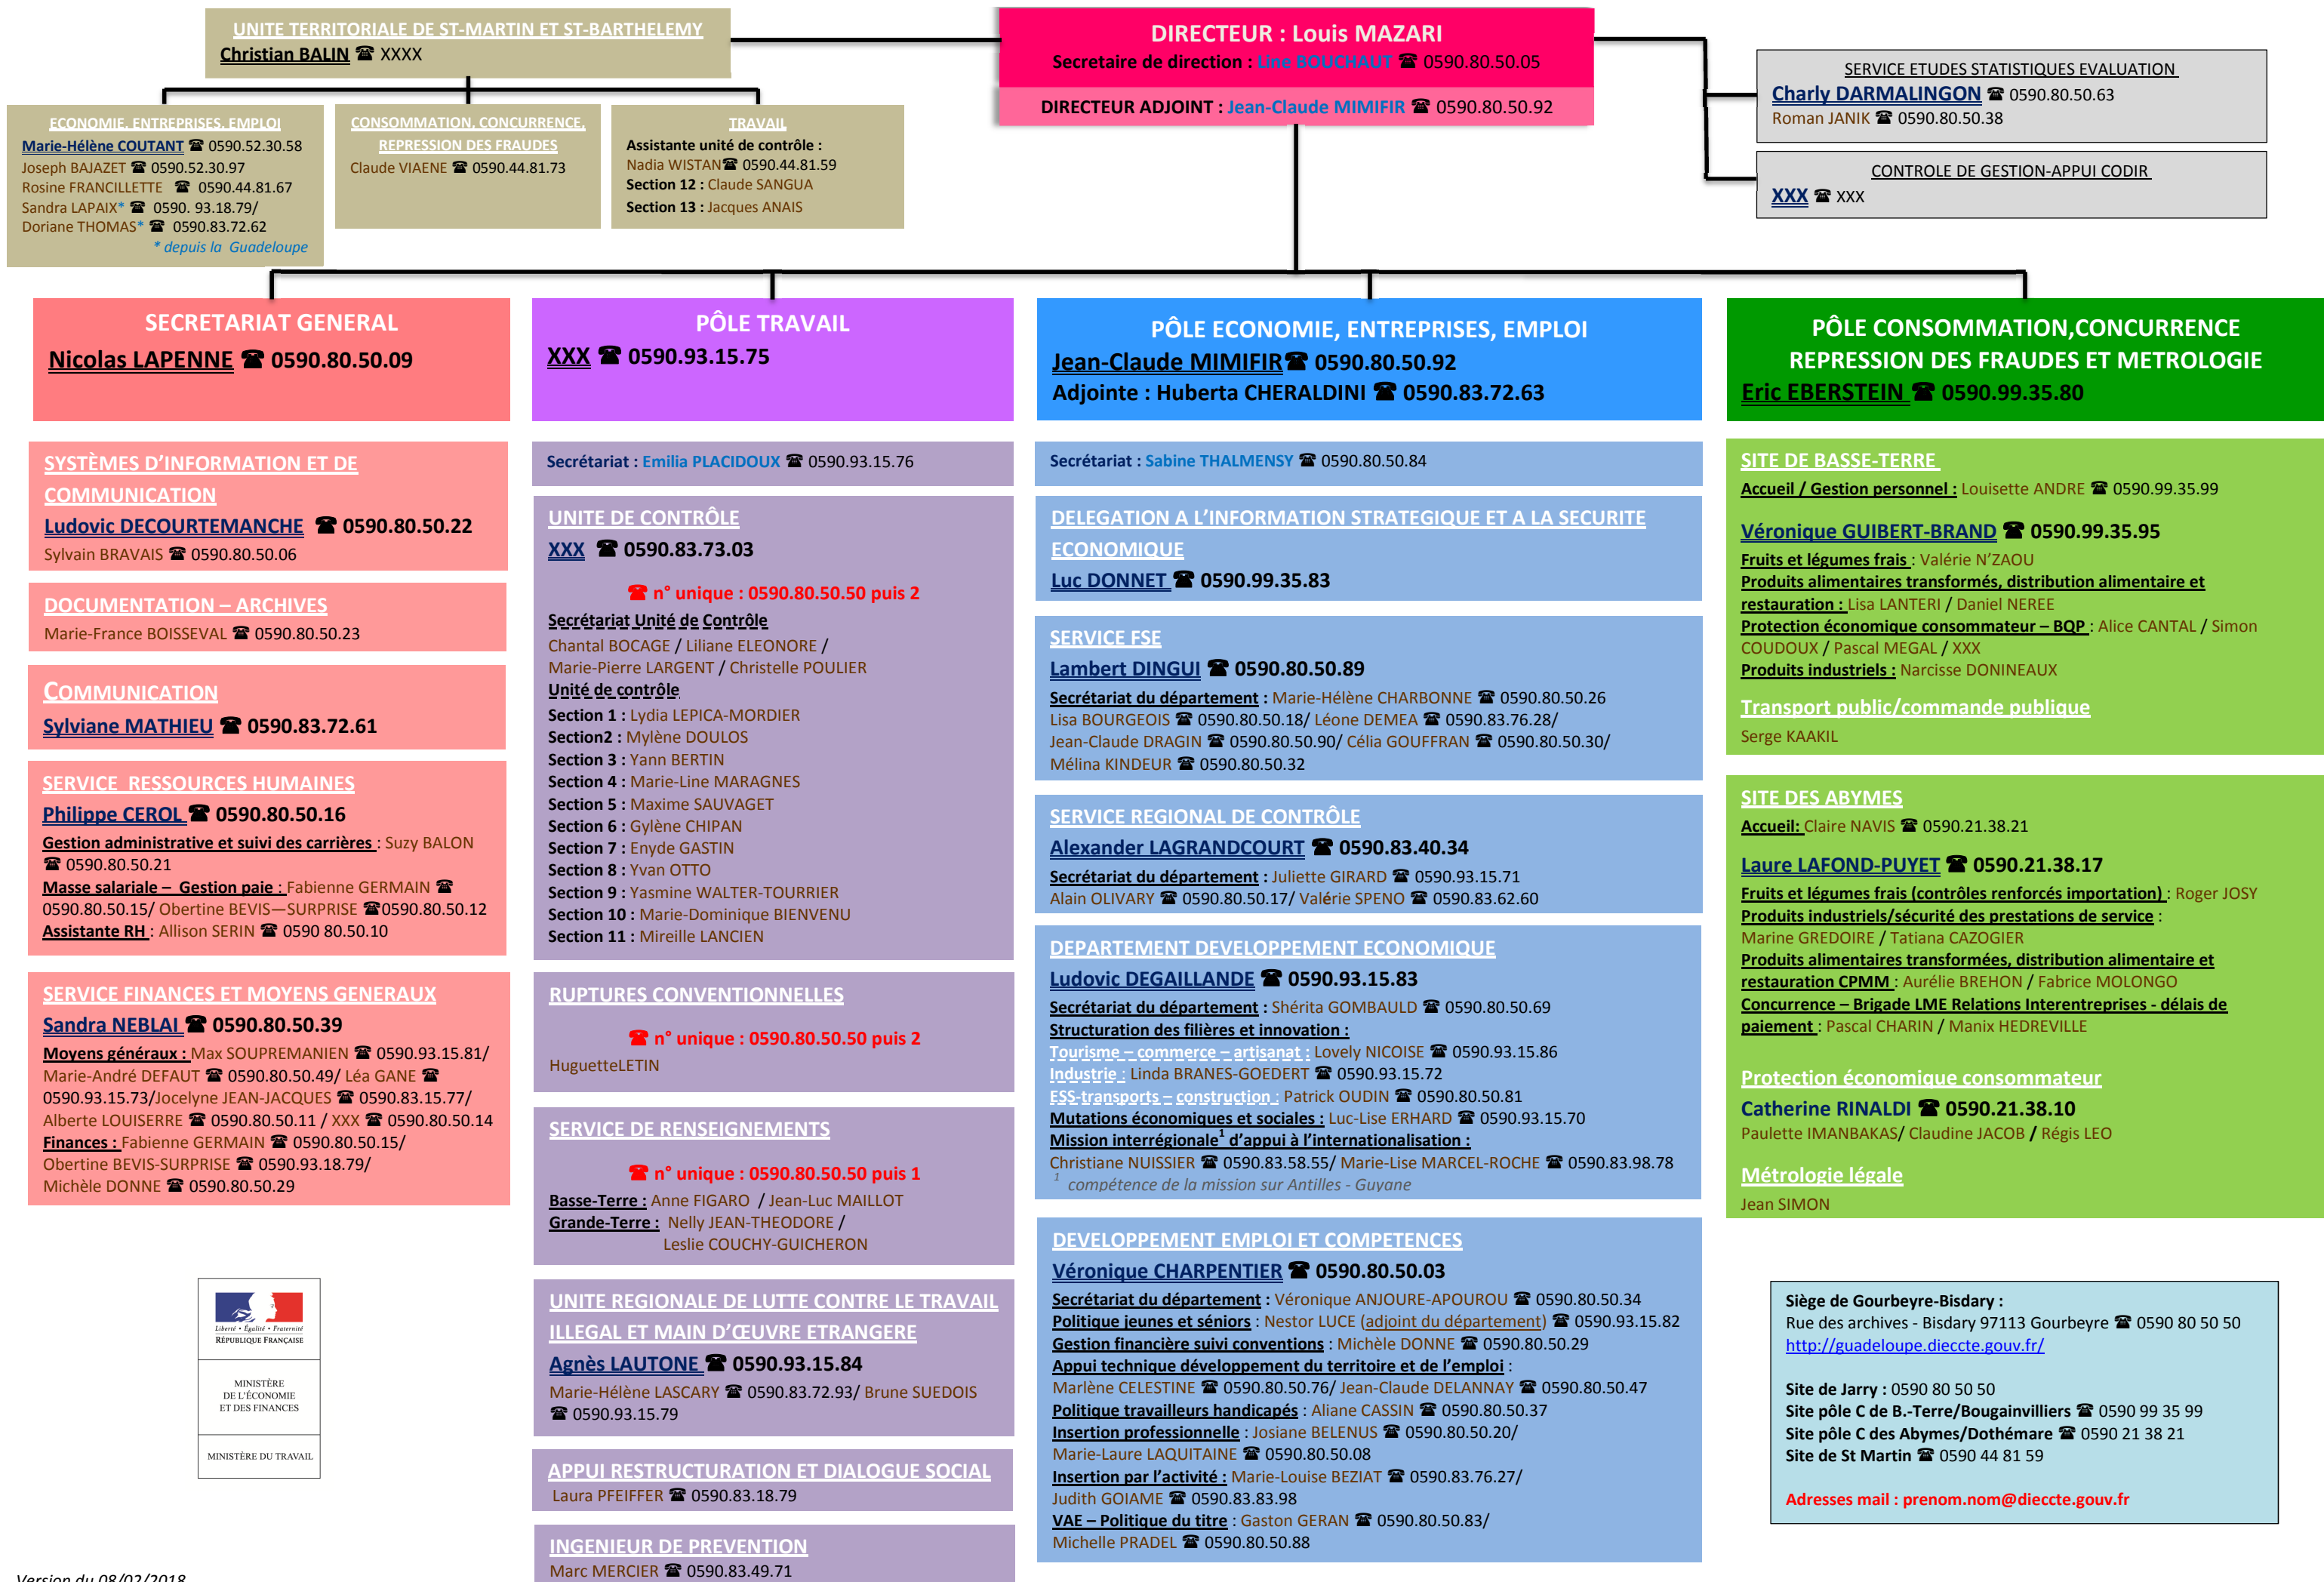 UNITE TERRITORIALE DE ST-MARTIN ET ST-BARTHELEMY
Christian BALIN ☎ XXXX
DIRECTEUR : Louis MAZARI
Secretaire de direction : Line BOUCHAUT ☎ 0590.80.50.05
DIRECTEUR ADJOINT : Jean-Claude MIMIFIR ☎ 0590.80.50.92
SERVICE ETUDES STATISTIQUES EVALUATION
Charly DARMALINGON ☎ 0590.80.50.63
Roman JANIK ☎ 0590.80.50.38
CONTROLE DE GESTION-APPUI CODIR
XXX ☎ XXX
ECONOMIE, ENTREPRISES, EMPLOI
Marie-Hélène COUTANT ☎ 0590.52.30.58
Joseph BAJAZET ☎ 0590.52.30.97
Rosine FRANCILLETTE ☎ 0590.44.81.67
Sandra LAPAIX* ☎ 0590. 93.18.79/
Doriane THOMAS* ☎ 0590.83.72.62
* depuis la Guadeloupe
CONSOMMATION, CONCURRENCE,
REPRESSION DES FRAUDES
Claude VIAENE ☎ 0590.44.81.73
TRAVAIL
Assistante unité de contrôle :
Nadia WISTAN☎ 0590.44.81.59
Section 12 : Claude SANGUA
Section 13 : Jacques ANAIS
SECRETARIAT GENERAL
Nicolas LAPENNE ☎ 0590.80.50.09
SYSTÈMES D'INFORMATION ET DE
COMMUNICATION
Ludovic DECOURTEMANCHE ☎ 0590.80.50.22
Sylvain BRAVAIS ☎ 0590.80.50.06
DOCUMENTATION – ARCHIVES
Marie-France BOISSEVAL ☎ 0590.80.50.23
COMMUNICATION
Sylviane MATHIEU ☎ 0590.83.72.61
SERVICE RESSOURCES HUMAINES
Philippe CEROL ☎ 0590.80.50.16
Gestion administrative et suivi des carrières : Suzy BALON
☎ 0590.80.50.21
Masse salariale – Gestion paie : Fabienne GERMAIN ☎
0590.80.50.15/ Obertine BEVIS—SURPRISE ☎0590.80.50.12
Assistante RH : Allison SERIN ☎ 0590 80.50.10
SERVICE FINANCES ET MOYENS GENERAUX
Sandra NEBLAI ☎ 0590.80.50.39
Moyens généraux : Max SOUPREMANIEN ☎ 0590.93.15.81/
Marie-André DEFAUT ☎ 0590.80.50.49/ Léa GANE ☎
0590.93.15.73/Jocelyne JEAN-JACQUES ☎ 0590.83.15.77/
Alberte LOUISERRE ☎ 0590.80.50.11 / XXX ☎ 0590.80.50.14
Finances : Fabienne GERMAIN ☎ 0590.80.50.15/
Obertine BEVIS-SURPRISE ☎ 0590.93.18.79/
Michèle DONNE ☎ 0590.80.50.29
Liberté • Égalité • Fraternité
RÉPUBLIQUE FRANÇAISE
MINISTÈRE
DE L'ÉCONOMIE
ET DES FINANCES
MINISTÈRE DU TRAVAIL
Version du 08/02/2018
PÔLE TRAVAIL
XXX ☎ 0590.93.15.75
Secrétariat : Emilia PLACIDOUX ☎ 0590.93.15.76
UNITE DE CONTRÔLE
XXX ☎ 0590.83.73.03
☎ n° unique : 0590.80.50.50 puis 2
Secrétariat Unité de Contrôle
Chantal BOCAGE / Liliane ELEONORE /
Marie-Pierre LARGENT / Christelle POULIER
Unité de contrôle
Section 1 : Lydia LEPICA-MORDIER
Section2 : Mylène DOULOS
Section 3 : Yann BERTIN
Section 4 : Marie-Line MARAGNES
Section 5 : Maxime SAUVAGET
Section 6 : Gylène CHIPAN
Section 7 : Enyde GASTIN
Section 8 : Yvan OTTO
Section 9 : Yasmine WALTER-TOURRIER
Section 10 : Marie-Dominique BIENVENU
Section 11 : Mireille LANCIEN
RUPTURES CONVENTIONNELLES
☎ n° unique : 0590.80.50.50 puis 2
HuguetteLETIN
SERVICE DE RENSEIGNEMENTS
☎ n° unique : 0590.80.50.50 puis 1
Basse-Terre : Anne FIGARO / Jean-Luc MAILLOT
Grande-Terre : Nelly JEAN-THEODORE /
Leslie COUCHY-GUICHERON
UNITE REGIONALE DE LUTTE CONTRE LE TRAVAIL
ILLEGAL ET MAIN D'ŒUVRE ETRANGERE
Agnès LAUTONE ☎ 0590.93.15.84
Marie-Hélène LASCARY ☎ 0590.83.72.93/ Brune SUEDOIS
☎ 0590.93.15.79
APPUI RESTRUCTURATION ET DIALOGUE SOCIAL
Laura PFEIFFER ☎ 0590.83.18.79
INGENIEUR DE PREVENTION
Marc MERCIER ☎ 0590.83.49.71
PÔLE ECONOMIE, ENTREPRISES, EMPLOI
Jean-Claude MIMIFIR☎ 0590.80.50.92
Adjointe : Huberta CHERALDINI ☎ 0590.83.72.63
Secrétariat : Sabine THALMENSY ☎ 0590.80.50.84
DELEGATION A L'INFORMATION STRATEGIQUE ET A LA SECURITE
ECONOMIQUE
Luc DONNET ☎ 0590.99.35.83
SERVICE FSE
Lambert DINGUI ☎ 0590.80.50.89
Secrétariat du département : Marie-Hélène CHARBONNE ☎ 0590.80.50.26
Lisa BOURGEOIS ☎ 0590.80.50.18/ Léone DEMEA ☎ 0590.83.76.28/
Jean-Claude DRAGIN ☎ 0590.80.50.90/ Célia GOUFFRAN ☎ 0590.80.50.30/
Mélina KINDEUR ☎ 0590.80.50.32
SERVICE REGIONAL DE CONTRÔLE
Alexander LAGRANDCOURT ☎ 0590.83.40.34
Secrétariat du département : Juliette GIRARD ☎ 0590.93.15.71
Alain OLIVARY ☎ 0590.80.50.17/ Valérie SPENO ☎ 0590.83.62.60
DEPARTEMENT DEVELOPPEMENT ECONOMIQUE
Ludovic DEGAILLANDE ☎ 0590.93.15.83
Secrétariat du département : Shérita GOMBAULD ☎ 0590.80.50.69
Structuration des filières et innovation :
Tourisme – commerce – artisanat : Lovely NICOISE ☎ 0590.93.15.86
Industrie : Linda BRANES-GOEDERT ☎ 0590.93.15.72
ESS-transports – construction : Patrick OUDIN ☎ 0590.80.50.81
Mutations économiques et sociales : Luc-Lise ERHARD ☎ 0590.93.15.70
Mission interrégionale¹ d'appui à l'internationalisation :
Christiane NUISSIER ☎ 0590.83.58.55/ Marie-Lise MARCEL-ROCHE ☎ 0590.83.98.78
¹ compétence de la mission sur Antilles - Guyane
DEVELOPPEMENT EMPLOI ET COMPETENCES
Véronique CHARPENTIER ☎ 0590.80.50.03
Secrétariat du département : Véronique ANJOURE-APOUROU ☎ 0590.80.50.34
Politique jeunes et séniors : Nestor LUCE (adjoint du département) ☎ 0590.93.15.82
Gestion financière suivi conventions : Michèle DONNE ☎ 0590.80.50.29
Appui technique développement du territoire et de l'emploi :
Marlène CELESTINE ☎ 0590.80.50.76/ Jean-Claude DELANNAY ☎ 0590.80.50.47
Politique travailleurs handicapés : Aliane CASSIN ☎ 0590.80.50.37
Insertion professionnelle : Josiane BELENUS ☎ 0590.80.50.20/
Marie-Laure LAQUITAINE ☎ 0590.80.50.08
Insertion par l'activité : Marie-Louise BEZIAT ☎ 0590.83.76.27/
Judith GOIAME ☎ 0590.83.83.98
VAE – Politique du titre : Gaston GERAN ☎ 0590.80.50.83/
Michelle PRADEL ☎ 0590.80.50.88
PÔLE CONSOMMATION,CONCURRENCE
REPRESSION DES FRAUDES ET METROLOGIE
Eric EBERSTEIN ☎ 0590.99.35.80
SITE DE BASSE-TERRE
Accueil / Gestion personnel : Louisette ANDRE ☎ 0590.99.35.99
Véronique GUIBERT-BRAND ☎ 0590.99.35.95
Fruits et légumes frais : Valérie N'ZAOU
Produits alimentaires transformés, distribution alimentaire et
restauration : Lisa LANTERI / Daniel NEREE
Protection économique consommateur – BQP : Alice CANTAL / Simon
COUDOUX / Pascal MEGAL / XXX
Produits industriels : Narcisse DONINEAUX
Transport public/commande publique
Serge KAAKIL
SITE DES ABYMES
Accueil: Claire NAVIS ☎ 0590.21.38.21
Laure LAFOND-PUYET ☎ 0590.21.38.17
Fruits et légumes frais (contrôles renforcés importation) : Roger JOSY
Produits industriels/sécurité des prestations de service :
Marine GREDOIRE / Tatiana CAZOGIER
Produits alimentaires transformées, distribution alimentaire et
restauration CPMM : Aurélie BREHON / Fabrice MOLONGO
Concurrence – Brigade LME Relations Interentreprises - délais de
paiement : Pascal CHARIN / Manix HEDREVILLE
Protection économique consommateur
Catherine RINALDI ☎ 0590.21.38.10
Paulette IMANBAKAS/ Claudine JACOB / Régis LEO
Métrologie légale
Jean SIMON
Siège de Gourbeyre-Bisdary :
Rue des archives - Bisdary 97113 Gourbeyre ☎ 0590 80 50 50
http://guadeloupe.dieccte.gouv.fr/
Site de Jarry : 0590 80 50 50
Site pôle C de B.-Terre/Bougainvilliers ☎ 0590 99 35 99
Site pôle C des Abymes/Dothémare ☎ 0590 21 38 21
Site de St Martin ☎ 0590 44 81 59
Adresses mail : prenom.nom@dieccte.gouv.fr